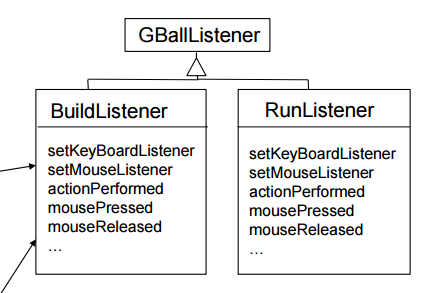 GBallListener
BuildListener
setKeyBoardListener
setMouseListener
actionPerformed
mousePressed
mouseReleased
...
RunListener
setKeyBoardListener
setMouseListener
actionPerformed
mousePressed
mouseReleased
...